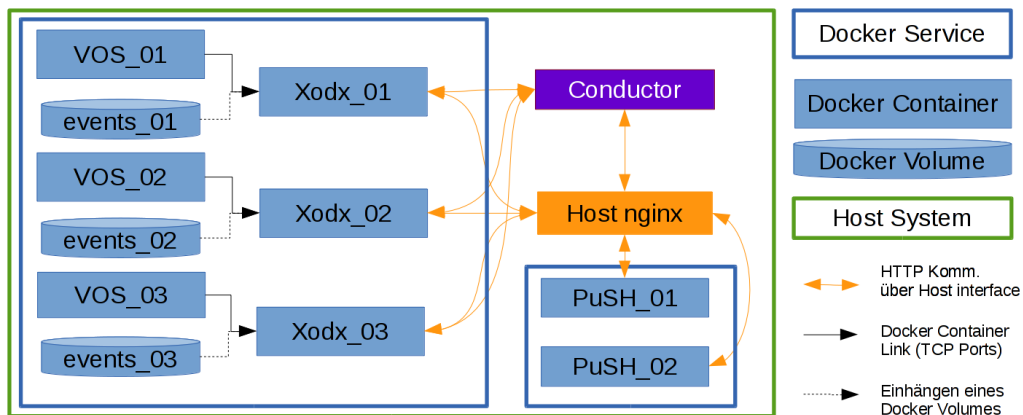 VOS_01
events_01
Xodx_01
VOS_02
events_02
Xodx_02
VOS_03
events_03
Xodx_03
Conductor
Host nginx
PuSH_01
PuSH_02
Docker Service
Docker Container
Docker Volume
Host System
HTTP Komm.
über Host interface
Docker Container
Link (TCP Ports)
Einhängen eines
Docker Volumes